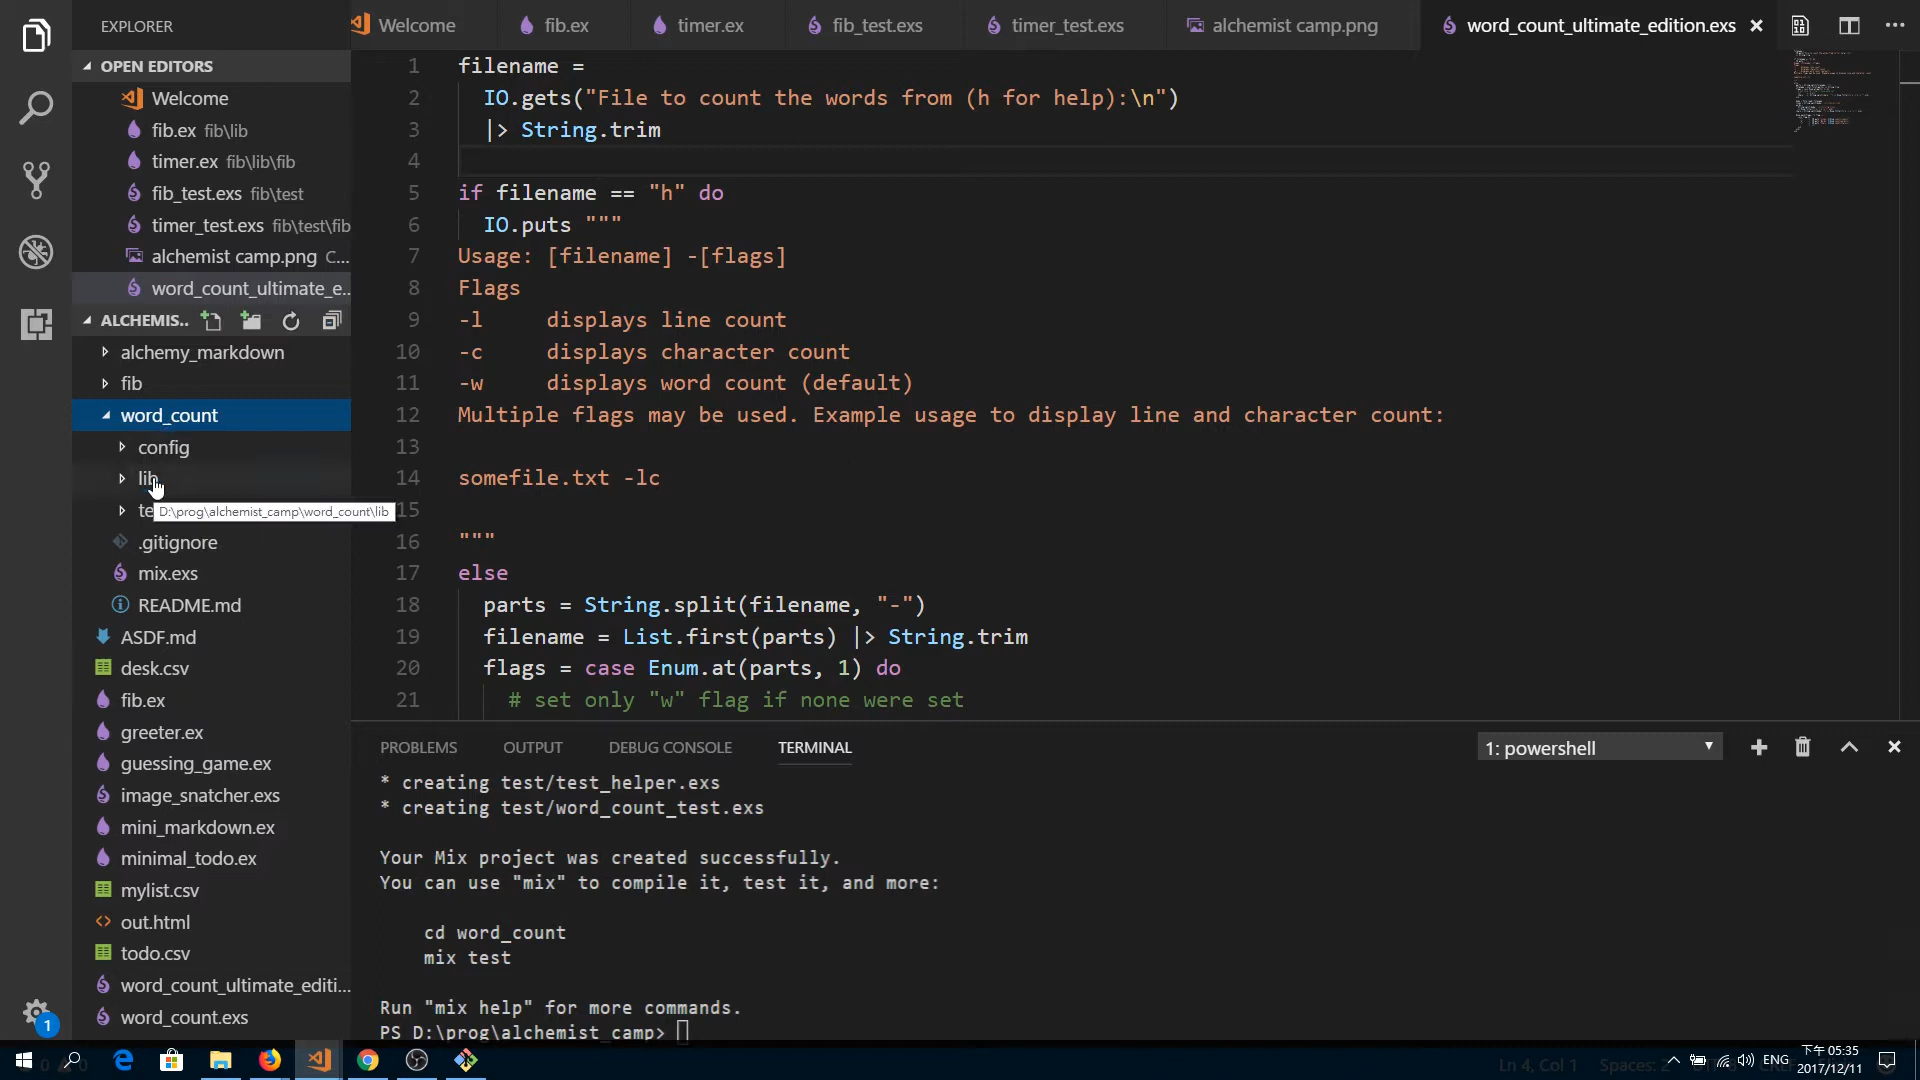 EXPLORER
OPEN EDITORS
Welcome
fib.ex fib\lib
timer.ex fib\lib\fib
fib_test.exs fib\test
timer_test.exs fib\test\fib
alchemist camp.png C...
word_count_ultimate_e...
ALCHEMIS..
alchemy_markdown
fib
word_count
config
lib
te
D:\prog\alchemist_camp\word_count\lib
.gitignore
mix.exs
README.md
ASDF.md
desk.csv
fib.ex
greeter.ex
guessing_game.ex
image_snatcher.exs
mini_markdown.ex
minimal_todo.ex
mylist.csv
out.html
todo.csv
word_count_ultimate_editi...
word_count.exs
1
Welcome fib.ex timer.ex fib_test.exs timer_test.exs alchemist camp.png word_count_ultimate_edition.exs
1 filename =
2 IO.gets("File to count the words from (h for help):\n")
3 |> String.trim
4
5 if filename == "h" do
6 IO.puts """
7 Usage: [filename] -[flags]
8 Flags
9 -l displays line count
10 -c displays character count
11 -w displays word count (default)
12 Multiple flags may be used. Example usage to display line and character count:
13
14 somefile.txt -lc
15
16 """
17 else
18 parts = String.split(filename, "-")
19 filename = List.first(parts) |> String.trim
20 flags = case Enum.at(parts, 1) do
21 # set only "w" flag if none were set
PROBLEMS OUTPUT DEBUG CONSOLE TERMINAL 1: powershell
* creating test/test_helper.exs
* creating test/word_count_test.exs
Your Mix project was created successfully.
You can use "mix" to compile it, test it, and more:
cd word_count
mix test
Run "mix help" for more commands.
PS D:\prog\alchemist_camp>
Ln 4, Col 1
ENG
下午 05:35
2017/12/11